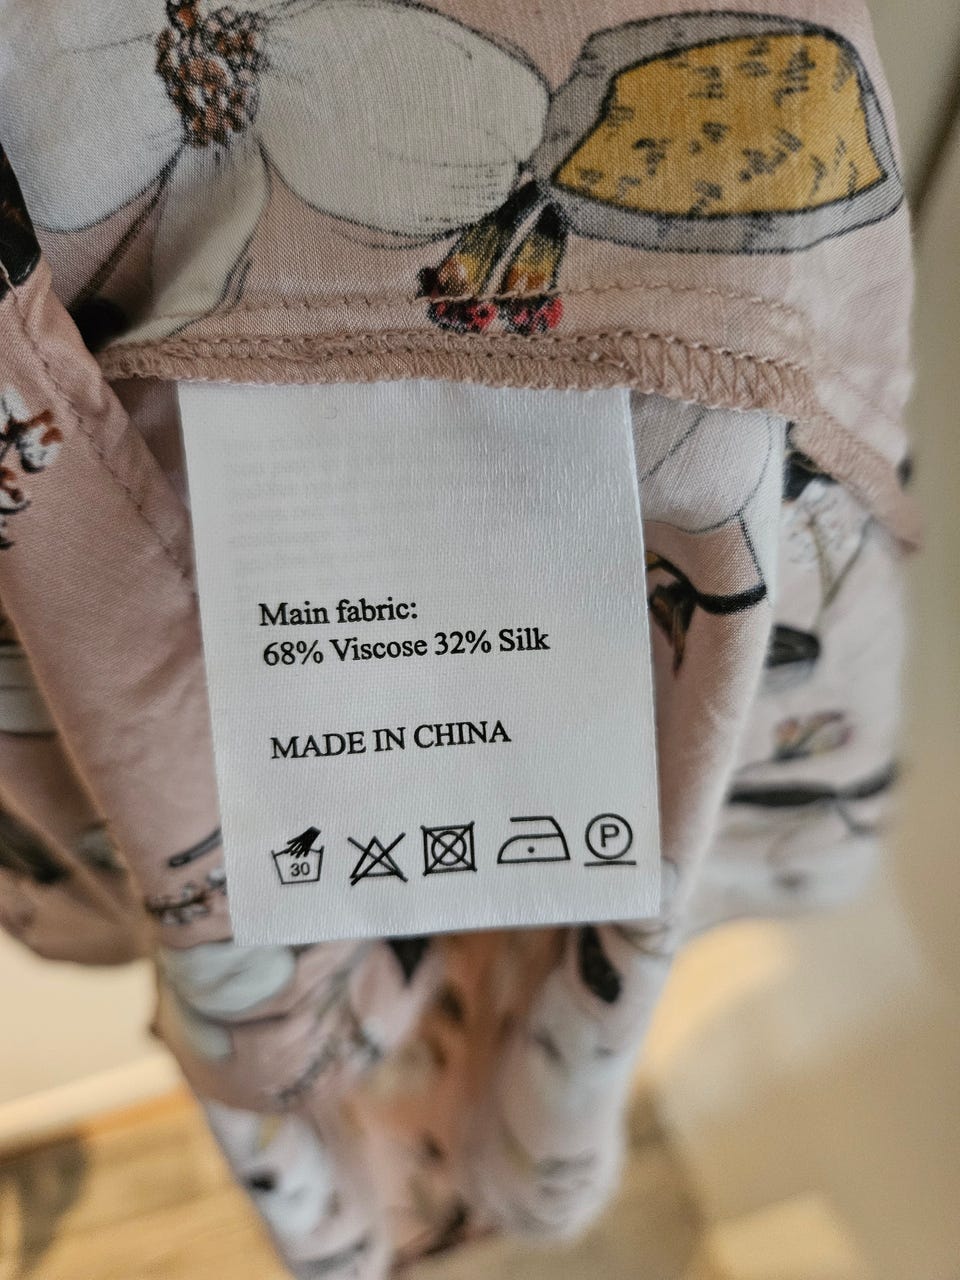 Main fabric:
68% Viscose 32% Silk
MADE IN CHINA
30
P